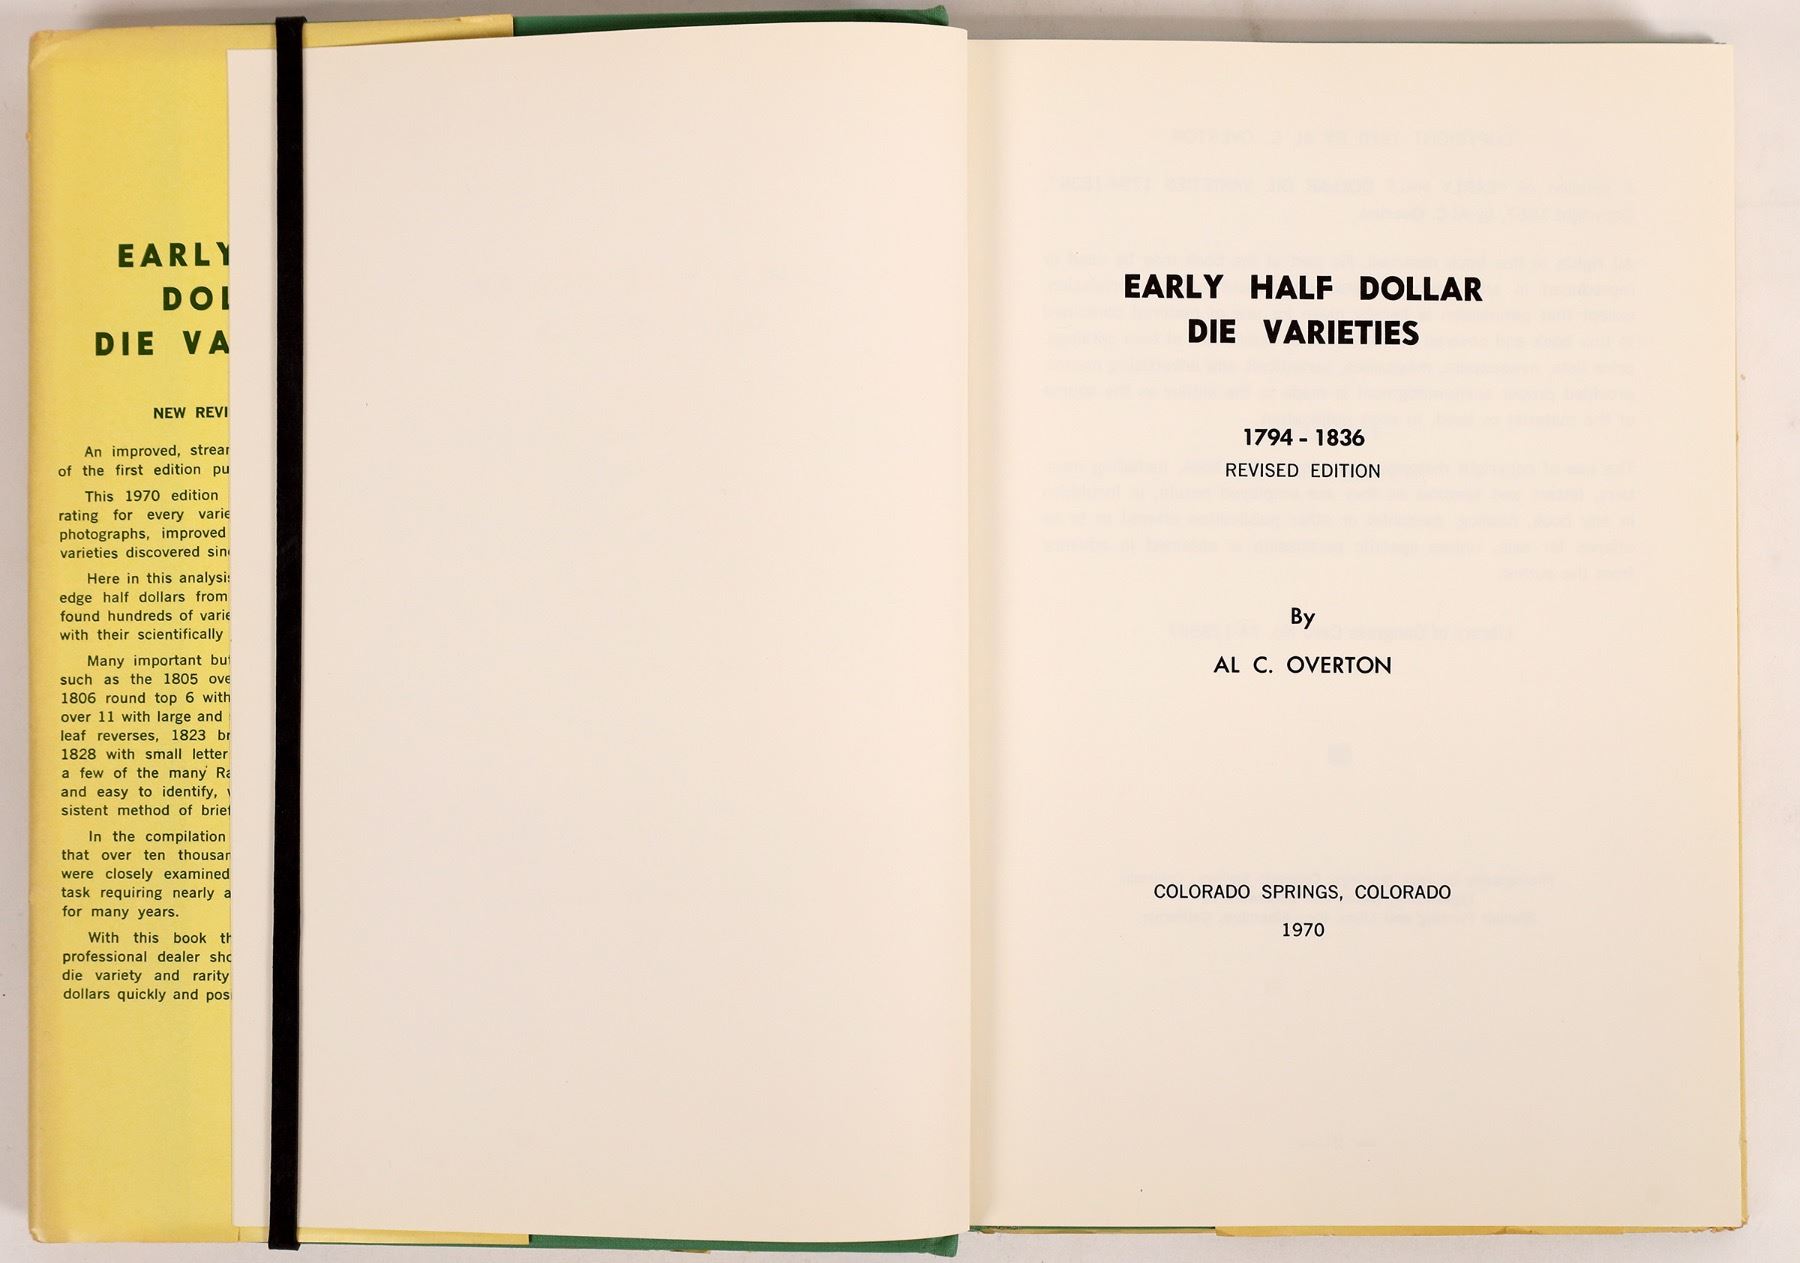 EARLY
DOL
DIE VA
NEW REVI
An improved, strear
of the first edition pu
This 1970 edition
rating for every varie
photographs, improved
varieties discovered sin
Here in this analysi
edge half dollars from
found hundreds of varie
with their scientifically
Many important but
such as the 1805 ove
1806 round top 6 with
over 11 with large and
leaf reverses, 1823 br
1828 with small letter
a few of the many Ra
and easy to identify,
sistent method of brief
In the compilation
that over ten thousan
were closely examined
task requiring nearly a
for many years.
With this book th
professional dealer sho
die variety and rarity
dollars quickly and posi
EARLY HALF DOLLAR
DIE VARIETIES
1794 - 1836
REVISED EDITION
By
AL C. OVERTON
COLORADO SPRINGS, COLORADO
1970